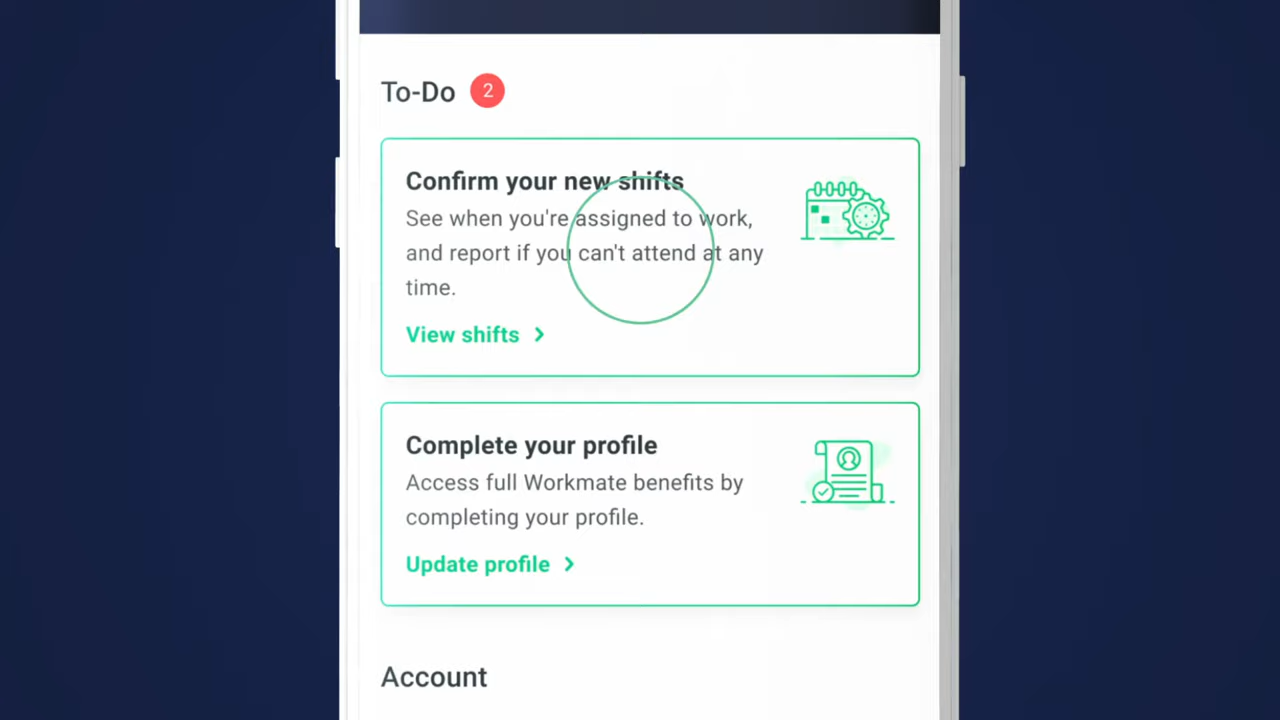 To-Do 2
Confirm your new shifts
See when you're assigned to work,
and report if you can't attend at any
time.
View shifts
Complete your profile
Access full Workmate benefits by
completing your profile.
Update profile
Account